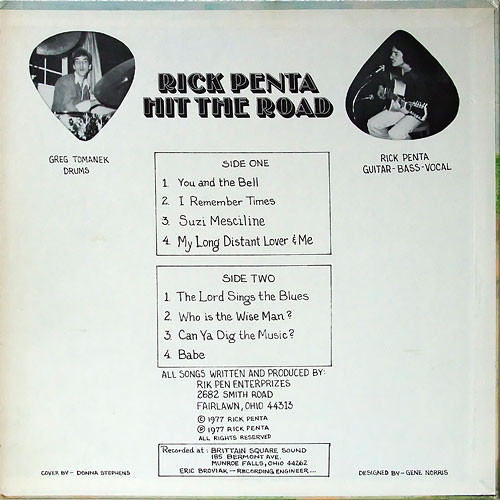 RICK PENTA
HIT THE ROAD
GREG TOMANEK
DRUMS
RICK PENTA
GUITAR-BASS-VOCAL
SIDE ONE
1. You and the Bell
2. I Remember Times
3. Suzi Mesciline
4. My Long Distant Lover & Me
SIDE TWO
1. The Lord Sings the Blues
2. Who is the Wise Man?
3. Can Ya Dig the Music?
4. Babe
ALL SONGS WRITTEN AND PRODUCED BY:
RIK PEN ENTERPRIZES
2682 SMITH ROAD
FAIRLAWN, OHIO 44313
© 1977 RICK PENTA
℗ 1977 RICK PENTA
ALL RIGHTS RESERVED
Recorded at: BRITTAIN SQUARE SOUND
185 BERMONT AVE.
MUNROE FALLS, OHIO 44262
ERIC BROVIAK — RECORDING ENGINEER...
COVER BY - DONNA STEPHENS
DESIGNED BY - GENE NORRIS